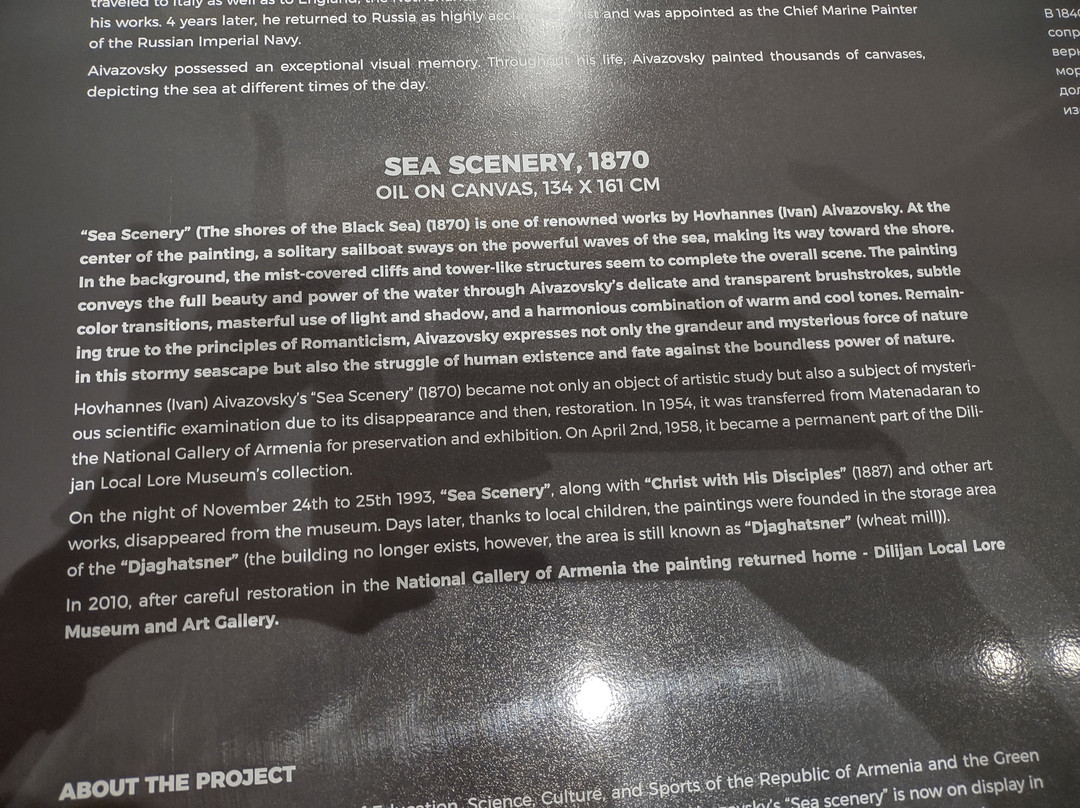 traveled to Italy as well as to England, the
his works. 4 years later, he returned to Russia as highly and was appointed as the Chief Marine Painter
of the Russian Imperial Navy.
Aivazovsky possessed an exceptional visual memory. Throughout his life, Aivazovsky painted thousands of canvases,
depicting the sea at different times of the day.
SEA SCENERY, 1870
OIL ON CANVAS, 134 X 161 CM
“Sea Scenery” (The shores of the Black Sea) (1870) is one of renowned works by Hovhannes (Ivan) Aivazovsky. At the
center of the painting, a solitary sailboat sways on the powerful waves of the sea, making its way toward the shore.
In the background, the mist-covered cliffs and tower-like structures seem to complete the overall scene. The painting
conveys the full beauty and power of the water through Aivazovsky’s delicate and transparent brushstrokes, subtle
color transitions, masterful use of light and shadow, and a harmonious combination of warm and cool tones. Remain-
ing true to the principles of Romanticism, Aivazovsky expresses not only the grandeur and mysterious force of nature
in this stormy seascape but also the struggle of human existence and fate against the boundless power of nature.
Hovhannes (Ivan) Aivazovsky’s “Sea Scenery” (1870) became not only an object of artistic study but also a subject of mysteri-
ous scientific examination due to its disappearance and then, restoration. In 1954, it was transferred from Matenadaran to
the National Gallery of Armenia for preservation and exhibition. On April 2nd, 1958, it became a permanent part of the Dili-
jan Local Lore Museum’s collection.
On the night of November 24th to 25th 1993, “Sea Scenery”, along with “Christ with His Disciples” (1887) and other art
works, disappeared from the museum. Days later, thanks to local children, the paintings were founded in the storage area
of the “Djaghatsner” (the building no longer exists, however, the area is still known as “Djaghatsner” (wheat mill)).
In 2010, after careful restoration in the National Gallery of Armenia the painting returned home - Dilijan Local Lore
Museum and Art Gallery.
ABOUT THE PROJECT
Science, Culture, and Sports of the Republic of Armenia and the Green
“Sea scenery” is now on display in
В 184
сопр
верн
мор
дол
из